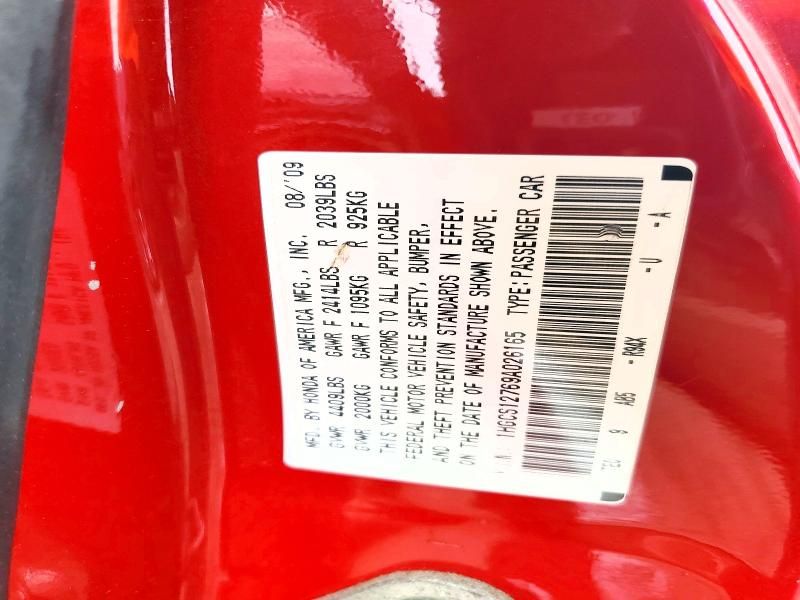 MFD. BY HONDA OF AMERICA MFG., INC. 08/'09
GVWR 4409LBS GAWR F 2414LBS R 2039LBS
GVWR 2000KG GAWR F 1095KG R 925KG
THIS VEHICLE CONFORMS TO ALL APPLICABLE
FEDERAL MOTOR VEHICLE SAFETY, BUMPER,
AND THEFT PREVENTION STANDARDS IN EFFECT
ON THE DATE OF MANUFACTURE SHOWN ABOVE.
1HGCS12769A026165 TYPE: PASSENGER CAR
9 AB5 -R94X -U -A